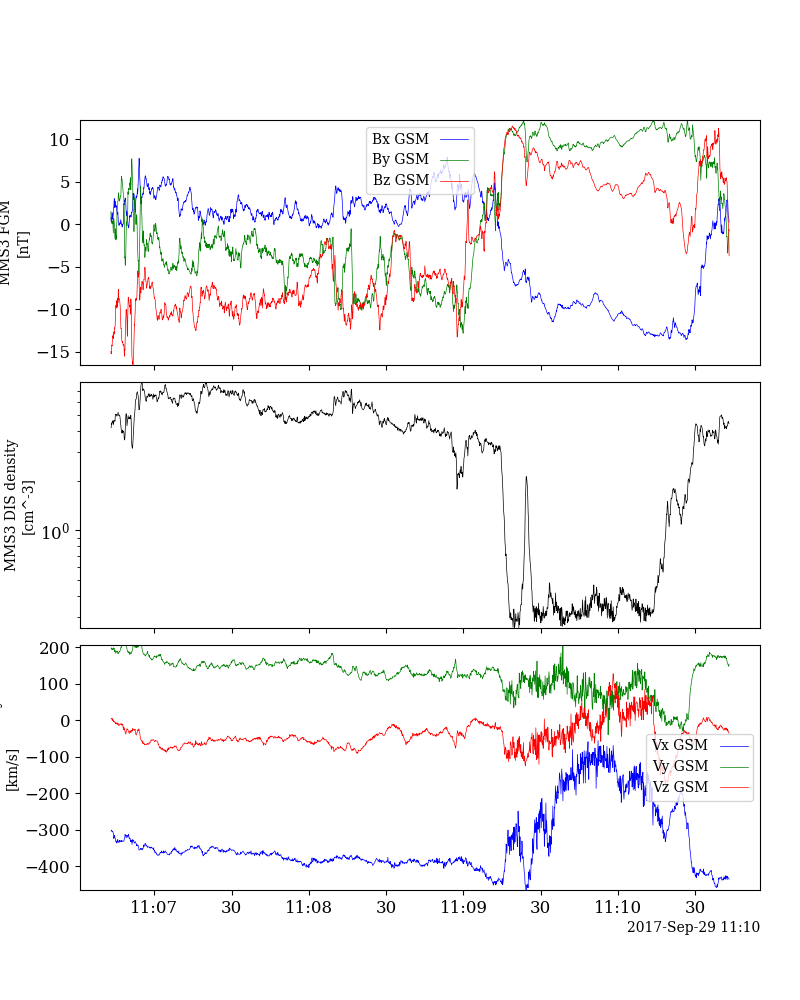 MMS3 FGM
[nT]
10
5
0
−5
−10
−15
Bx GSM
By GSM
Bz GSM
MMS3 DIS density
[cm^-3]
10^0
[km/s]
200
100
0
−100
−200
−300
−400
Vx GSM
Vy GSM
Vz GSM
11:07 30 11:08 30 11:09 30 11:10 30
2017-Sep-29 11:10